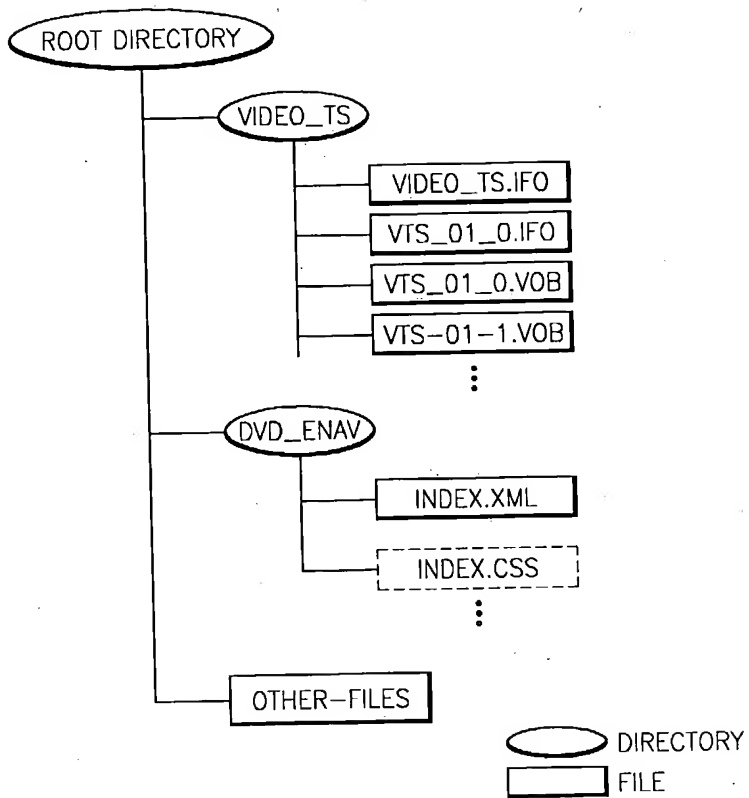 ROOT DIRECTORY
VIDEO_TS
VIDEO_TS.IFO
VTS_01_0.IFO
VTS_01_0.VOB
VTS-01-1.VOB
DVD_ENAV
INDEX.XML
INDEX.CSS
OTHER-FILES
DIRECTORY
FILE